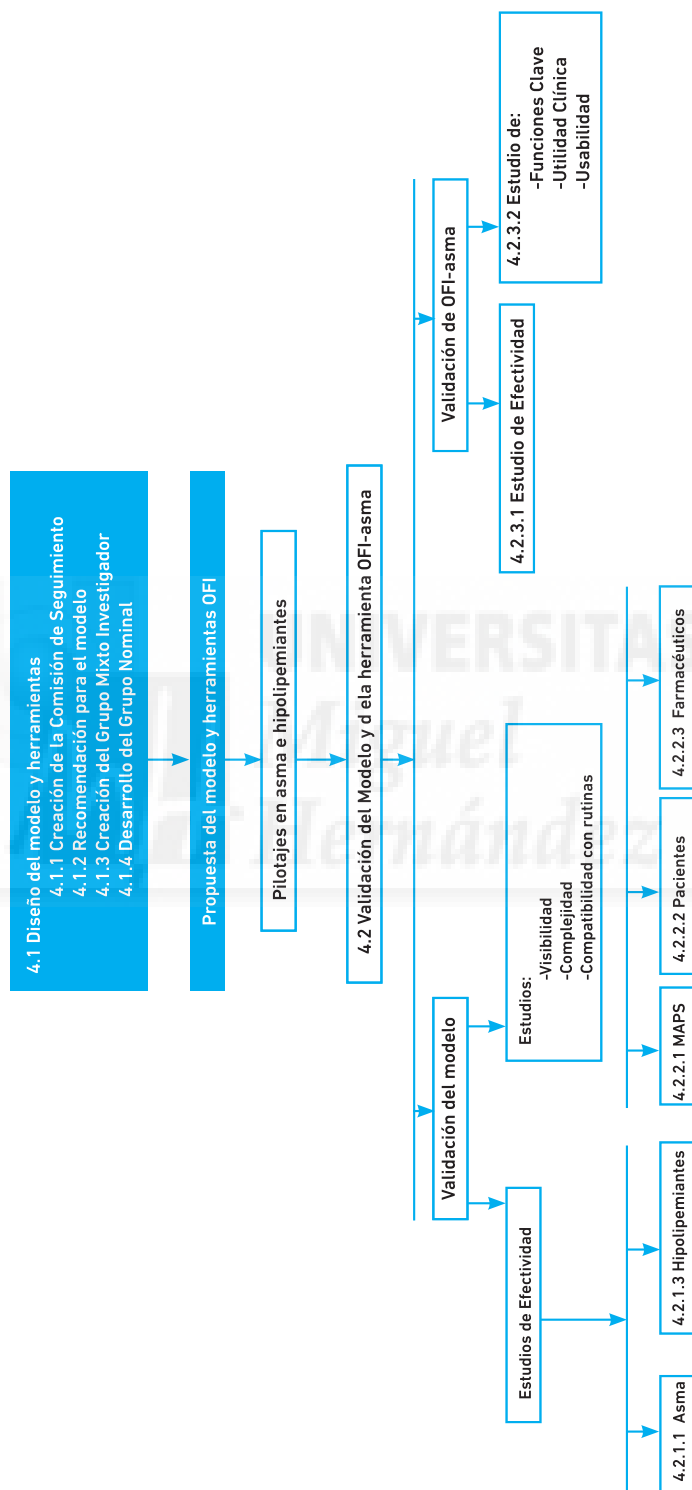 4.1 Diseño del modelo y herramientas
4.1.1 Creación de la Comisión de Seguimiento
4.1.2 Recomendación para el modelo
4.1.3 Creación del Grupo Mixto Investigador
4.1.4 Desarrollo del Grupo Nominal
Propuesta del modelo y herramientas OFI
Pilotajes en asma e hipolipemiantes
4.2 Validación del Modelo y d ela herramienta OFI-asma
Validación del modelo
Validación de OFI-asma
Estudios de Efectividad
Estudios:
-Visibilidad
-Complejidad
-Compatibilidad con rutinas
4.2.3.1 Estudio de Efectividad
4.2.3.2 Estudio de:
-Funciones Clave
-Utilidad Clínica
-Usabilidad
4.2.1.1 Asma
4.2.1.3 Hipolipemiantes
4.2.2.1 MAPS
4.2.2.2 Pacientes
4.2.2.3 Farmacéuticos
UNIVERSITAS
Miguel
Hernández